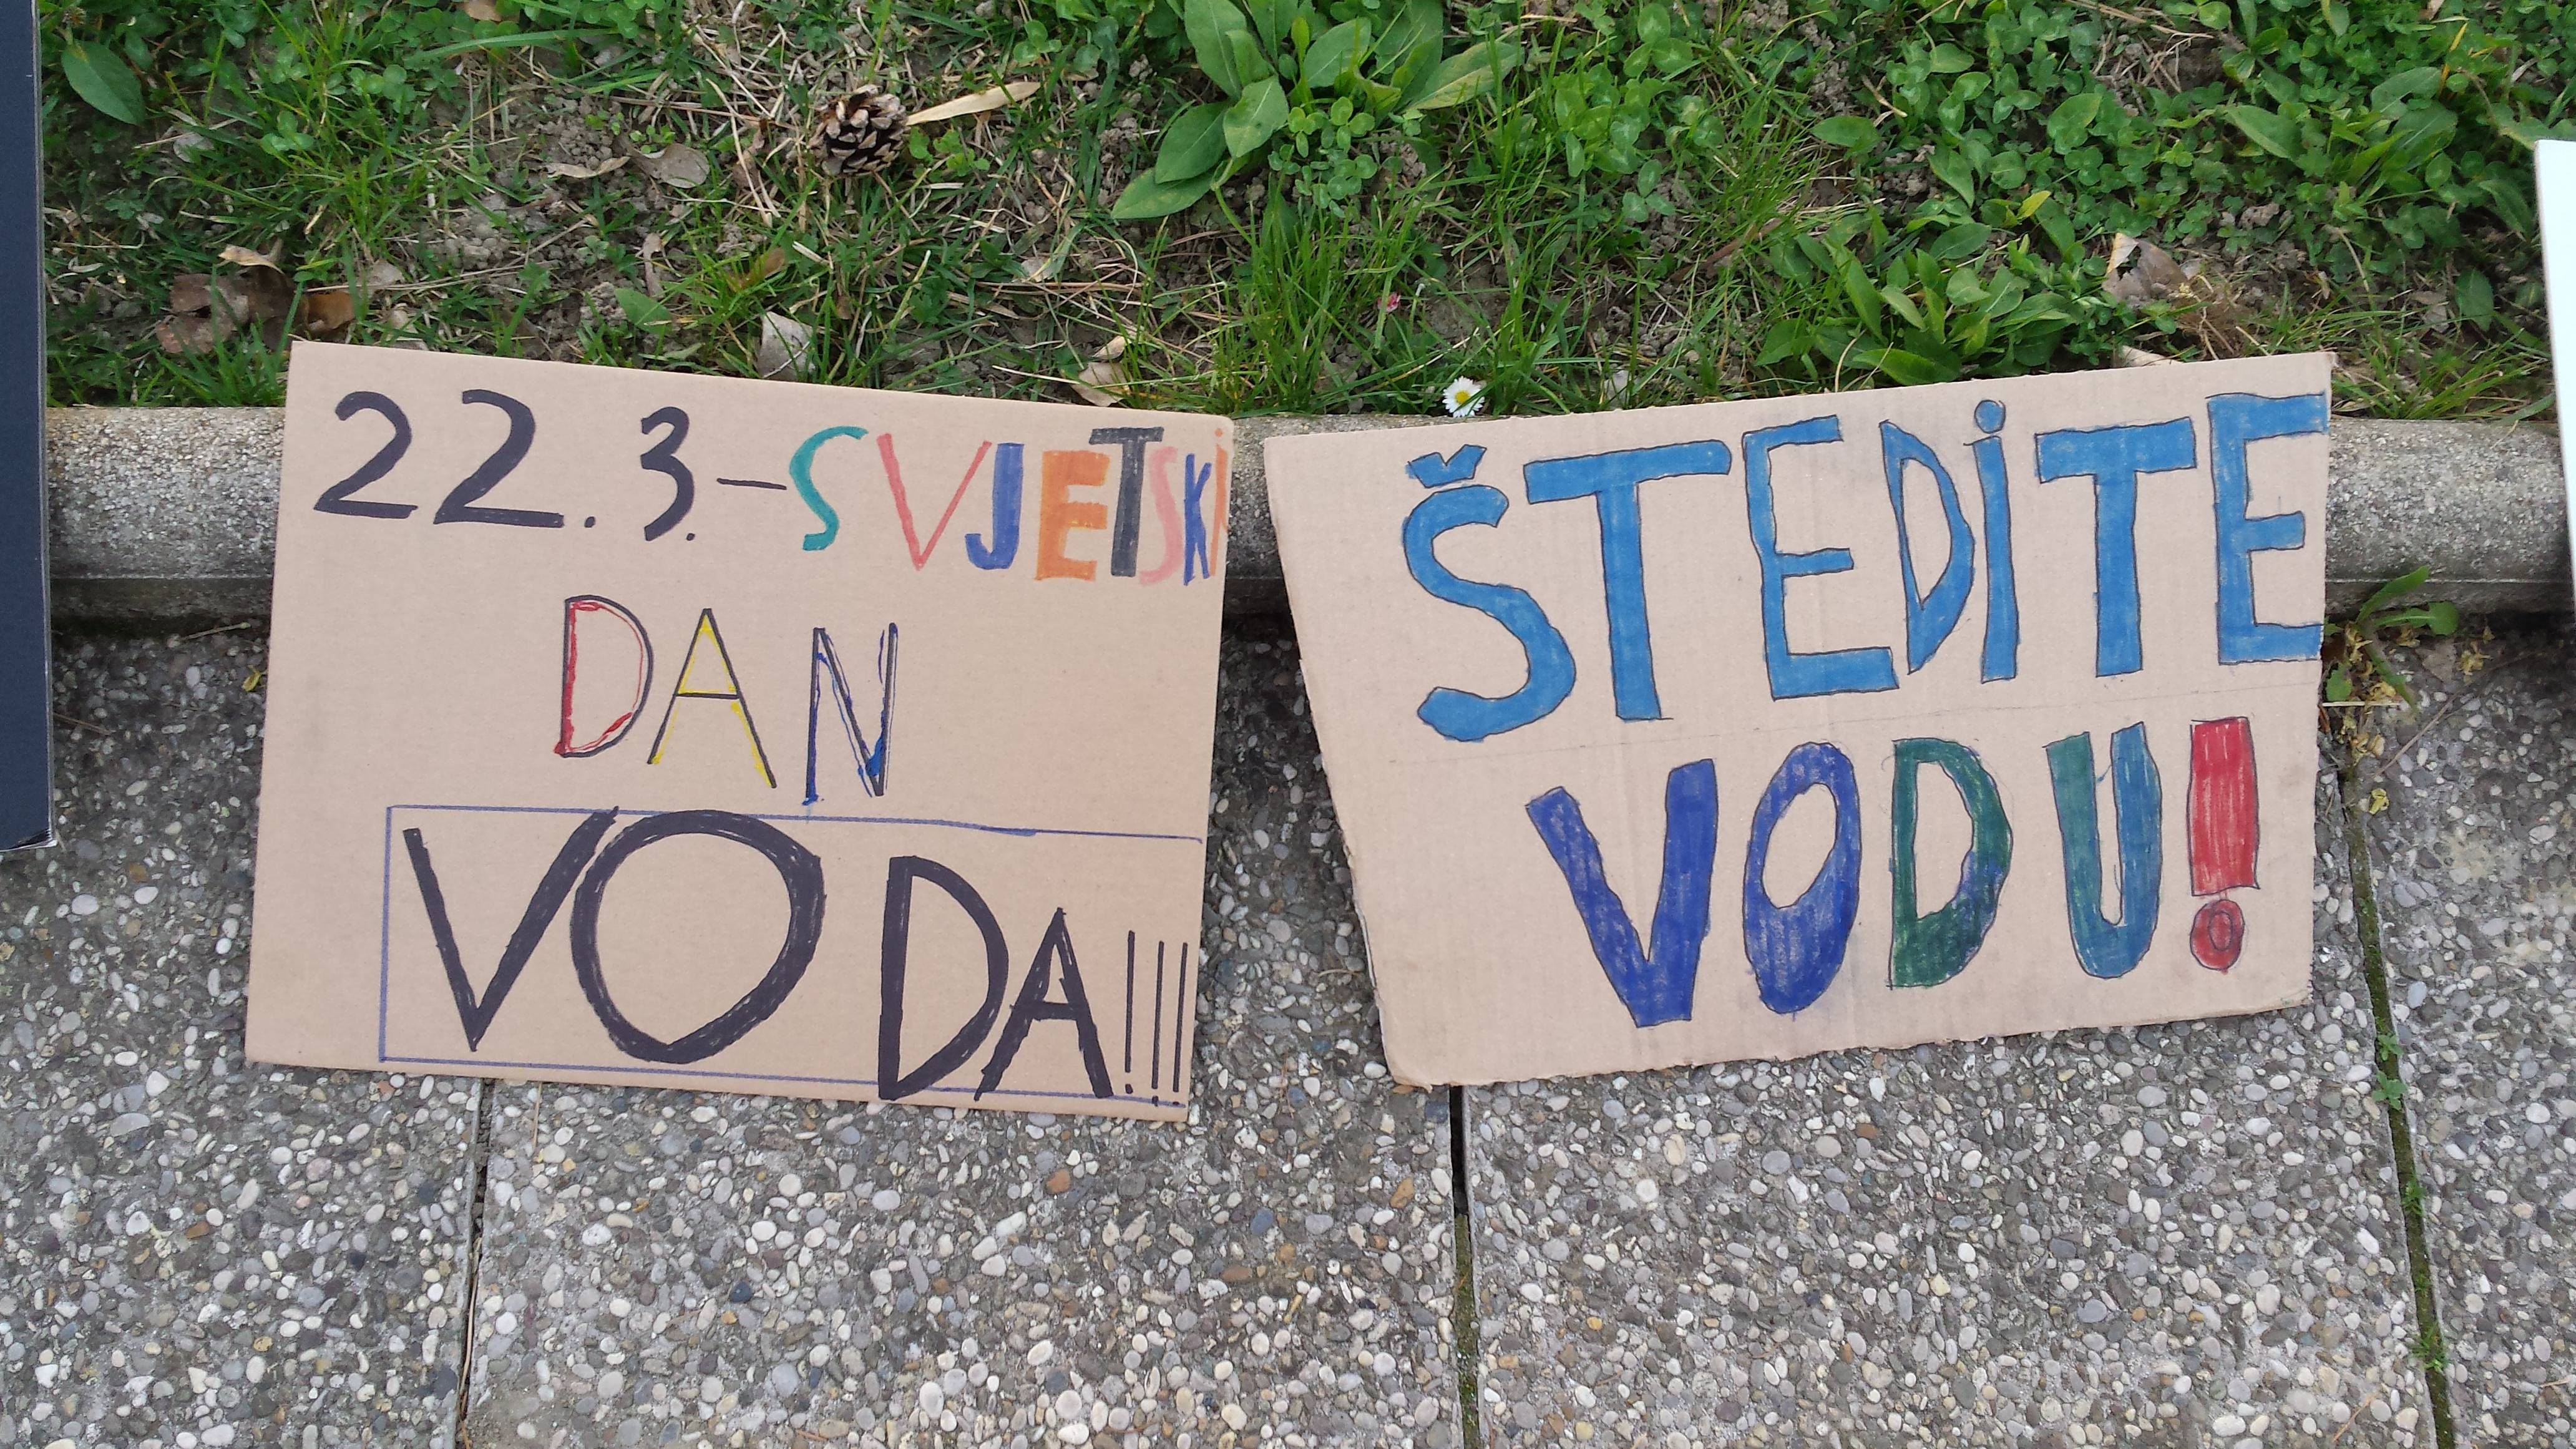 22.3.-SVJETSKi
DAN
VODA!!!
ŠTEDiTE
VODU!